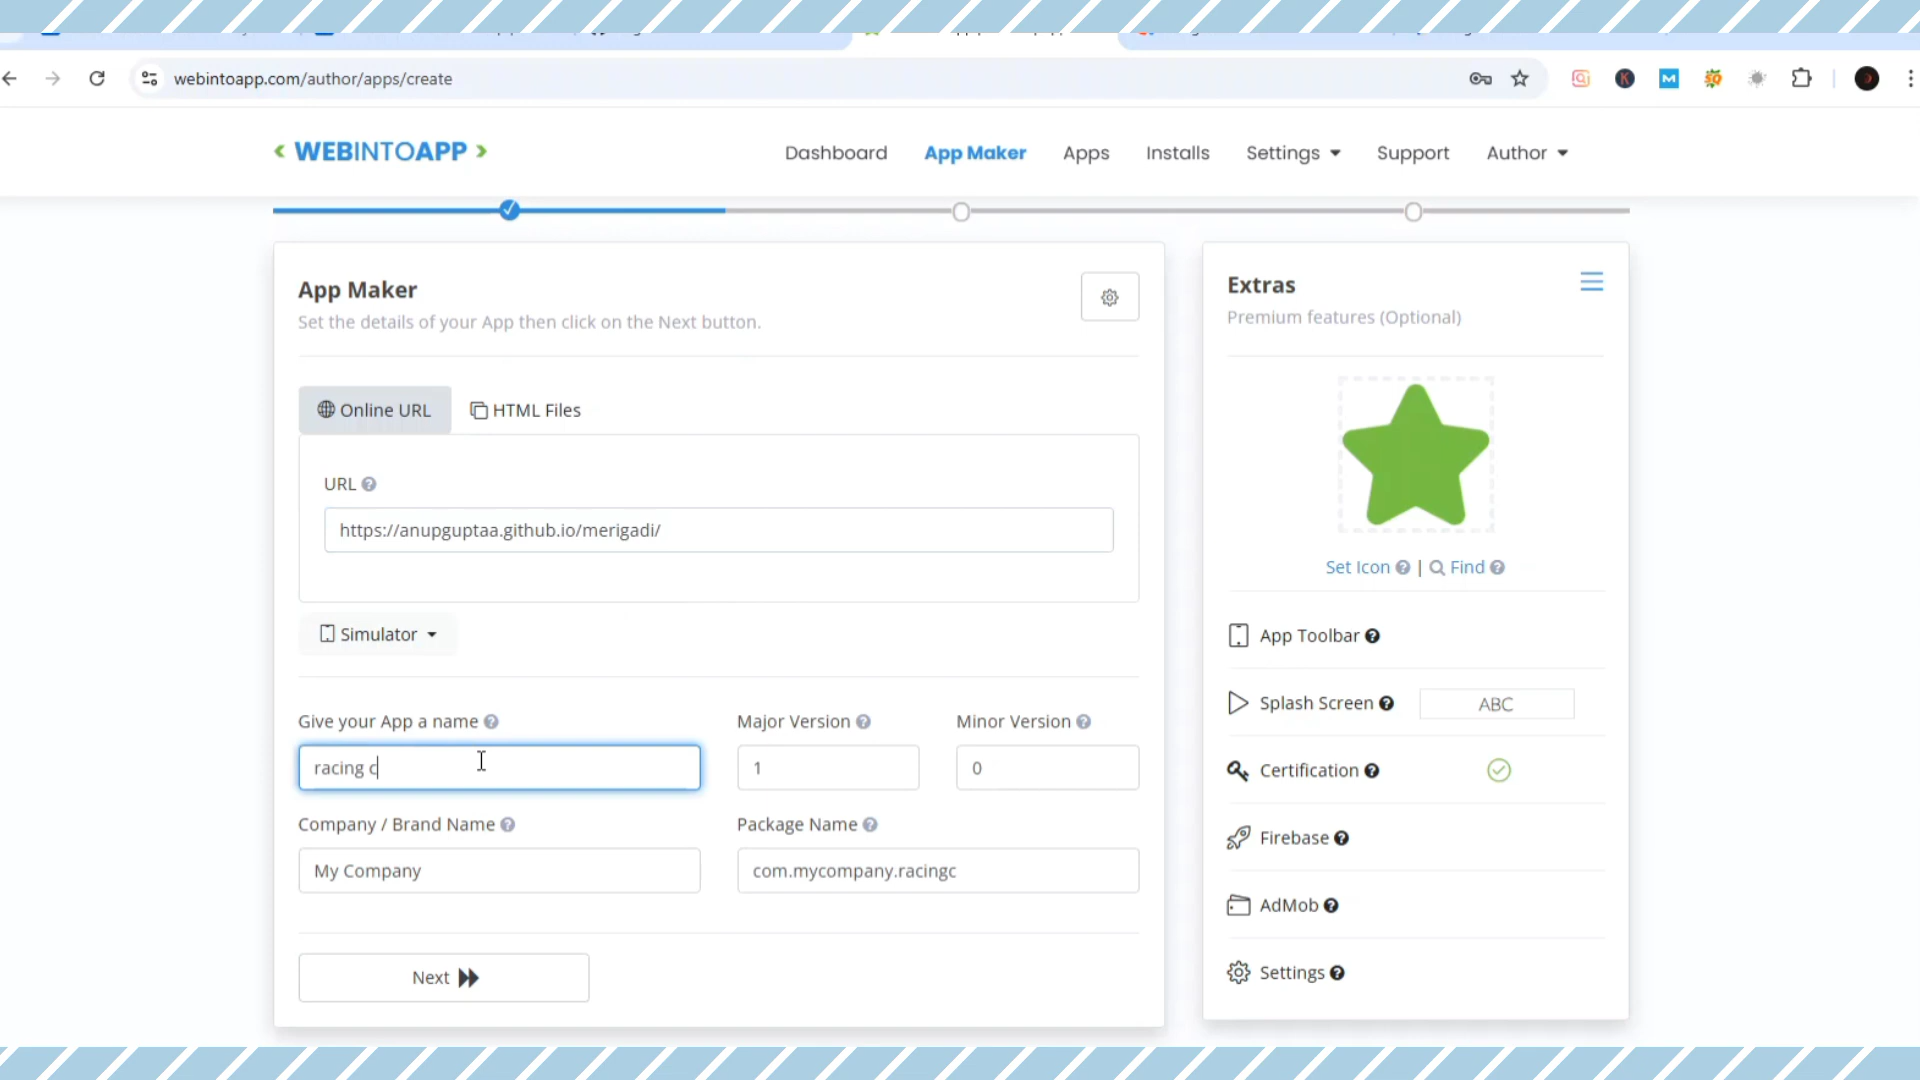 webintoapp.com/author/apps/create
< WEBINTOAPP >
Dashboard App Maker Apps Installs Settings Support Author
App Maker
Set the details of your App then click on the Next button.
Online URL HTML Files
URL
https://anupguptaa.github.io/merigadi/
Simulator
Give your App a name Major Version Minor Version
racing c 1 0
Company / Brand Name Package Name
My Company com.mycompany.racingc
Next
Extras
Premium features (Optional)
Set Icon | Find
App Toolbar
Splash Screen ABC
Certification
Firebase
AdMob
Settings